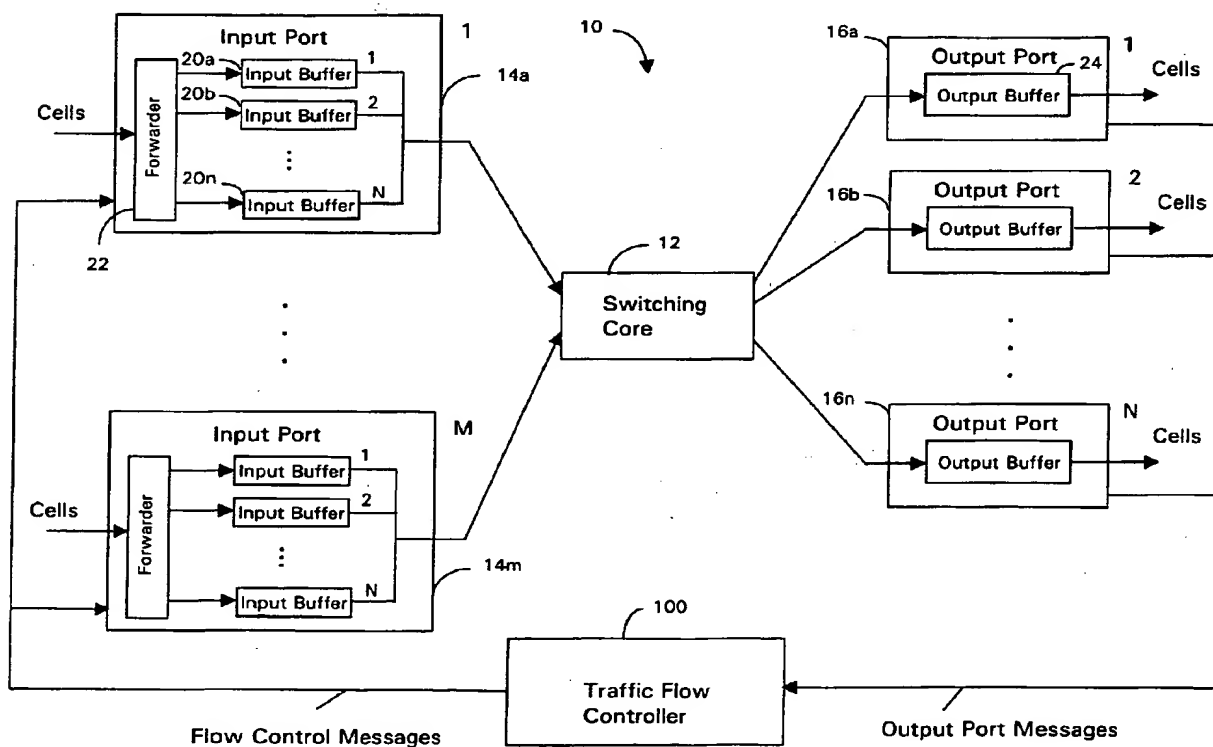 Input Port
1
20a
Input Buffer
1
14a
Cells
20b
Input Buffer
2
Forwarder
...
20n
Input Buffer
N
22
10
16a
Output Port
1
24
Output Buffer
Cells
16b
Output Port
2
Output Buffer
Cells
12
Switching
Core
16n
Output Port
N
Output Buffer
Cells
Input Port
M
Input Buffer
1
Cells
Input Buffer
2
Forwarder
...
Input Buffer
N
14m
100
Traffic Flow
Controller
Flow Control Messages
Output Port Messages